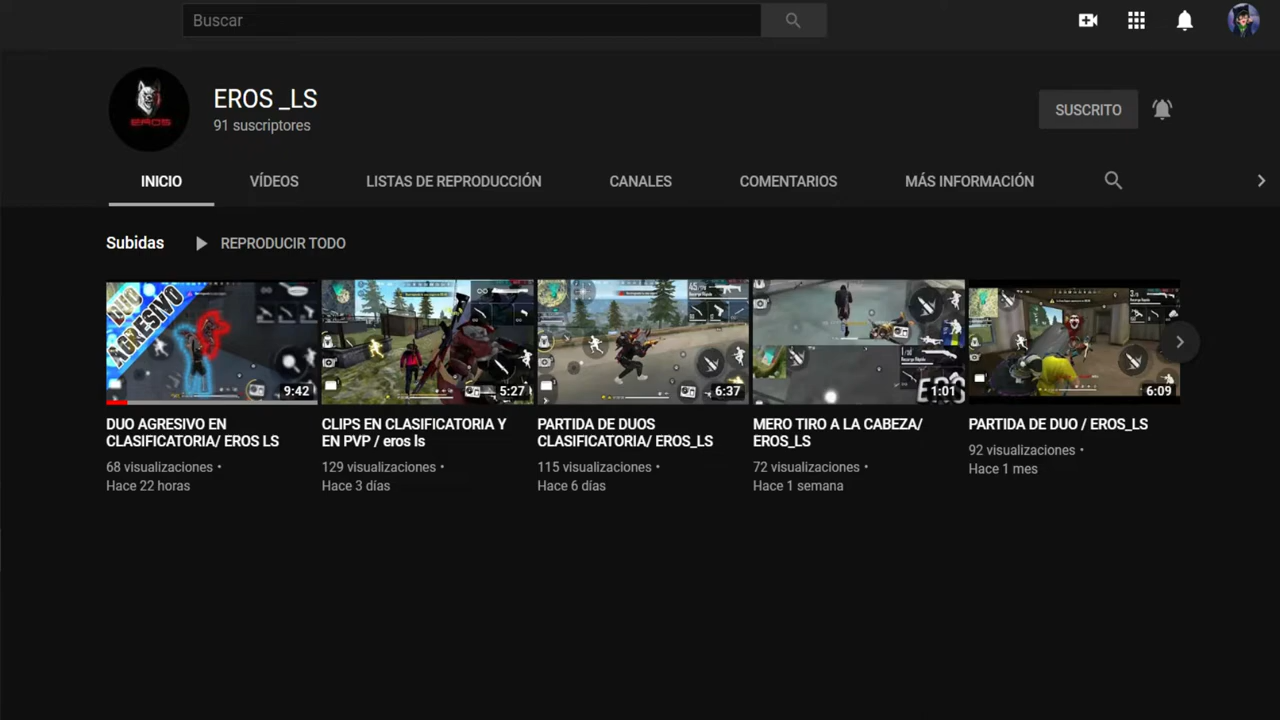 Buscar
EROS _LS
91 suscriptores
SUSCRITO
EROS
INICIO
VÍDEOS
LISTAS DE REPRODUCCIÓN
CANALES
COMENTARIOS
MÁS INFORMACIÓN
Subidas
REPRODUCIR TODO
DUO
AGRESIVO
9:42
5:27
6:37
1:01
6:09
DUO AGRESIVO EN
CLASIFICATORIA/ EROS LS
68 visualizaciones •
Hace 22 horas
CLIPS EN CLASIFICATORIA Y
EN PVP / eros ls
129 visualizaciones •
Hace 3 días
PARTIDA DE DUOS
CLASIFICATORIA/ EROS_LS
115 visualizaciones •
Hace 6 días
MERO TIRO A LA CABEZA/
EROS_LS
72 visualizaciones •
Hace 1 semana
PARTIDA DE DUO / EROS_LS
92 visualizaciones •
Hace 1 mes